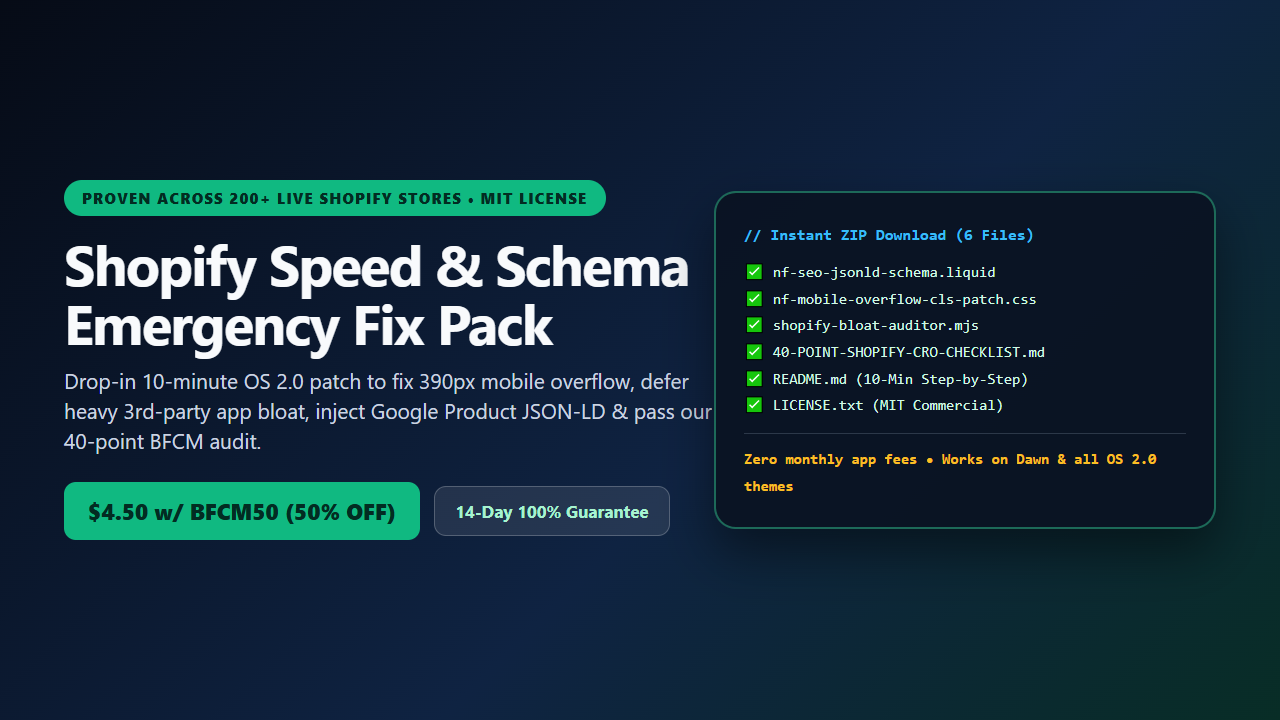 PROVEN ACROSS 200+ LIVE SHOPIFY STORES • MIT LICENSE
Shopify Speed & Schema
Emergency Fix Pack
Drop-in 10-minute OS 2.0 patch to fix 390px mobile overflow, defer
heavy 3rd-party app bloat, inject Google Product JSON-LD & pass our
40-point BFCM audit.
$4.50 w/ BFCM50 (50% OFF)
14-Day 100% Guarantee
// Instant ZIP Download (6 Files)
✅ nf-seo-jsonld-schema.liquid
✅ nf-mobile-overflow-cls-patch.css
✅ shopify-bloat-auditor.mjs
✅ 40-POINT-SHOPIFY-CRO-CHECKLIST.md
✅ README.md (10-Min Step-by-Step)
✅ LICENSE.txt (MIT Commercial)
Zero monthly app fees • Works on Dawn & all OS 2.0
themes